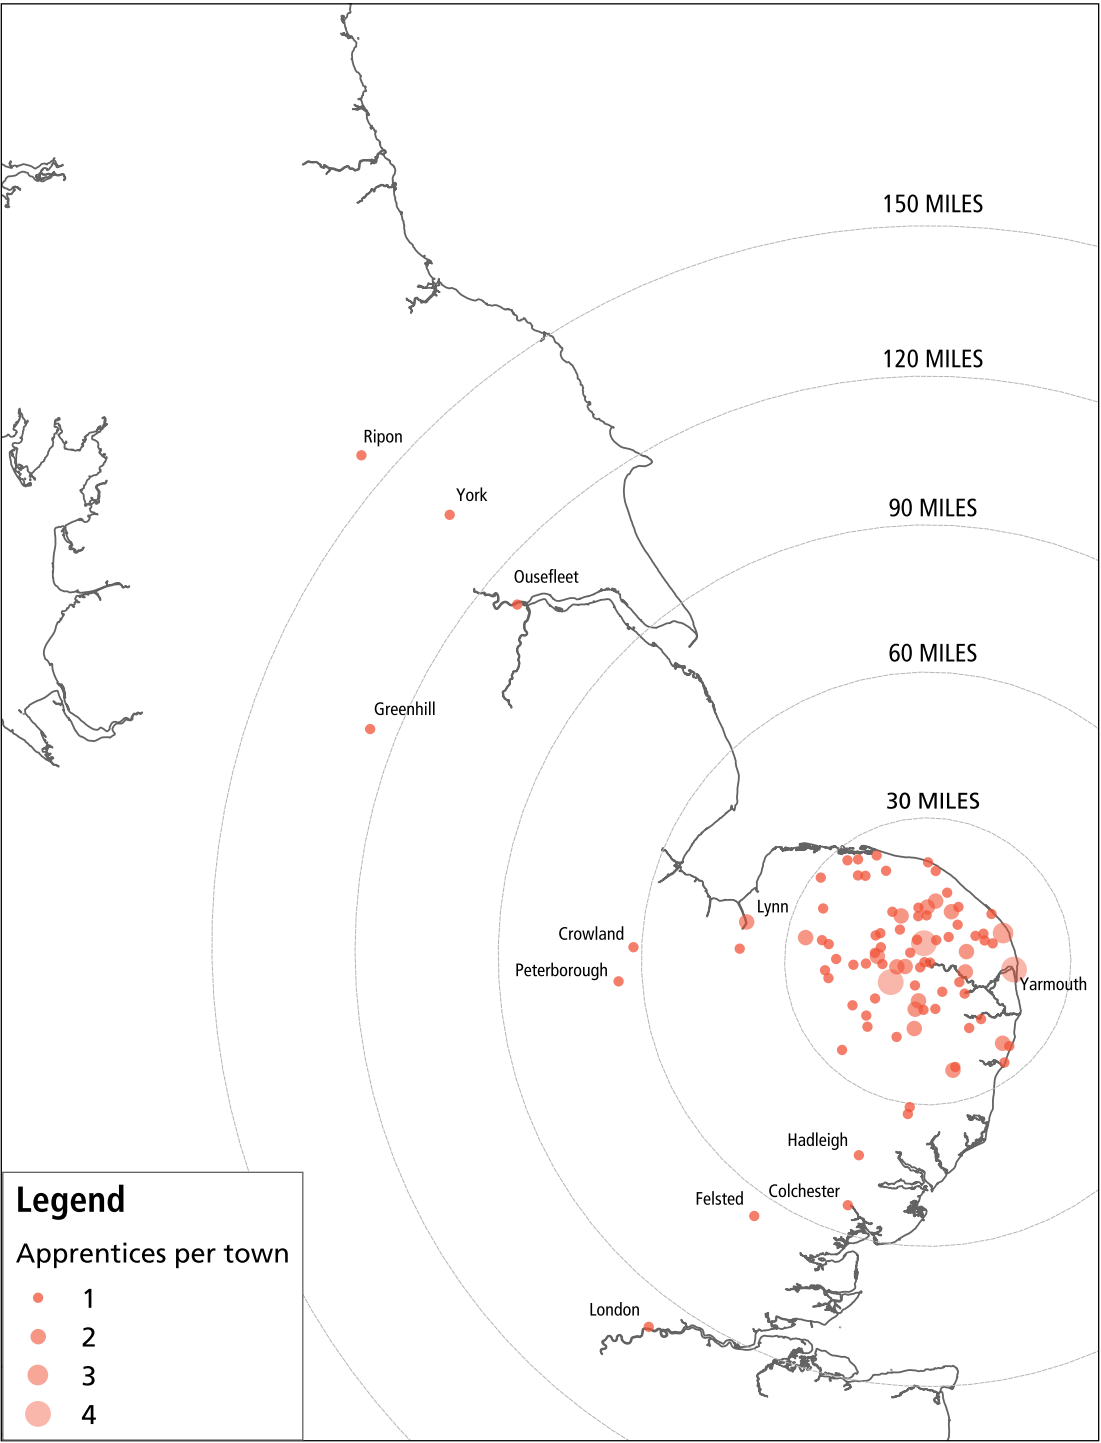 150 MILES
120 MILES
Ripon
York
90 MILES
Ousefleet
60 MILES
Greenhill
30 MILES
Lynn
Crowland
Peterborough
Yarmouth
Hadleigh
Colchester
Felsted
London
Legend
Apprentices per town
1
2
3
4